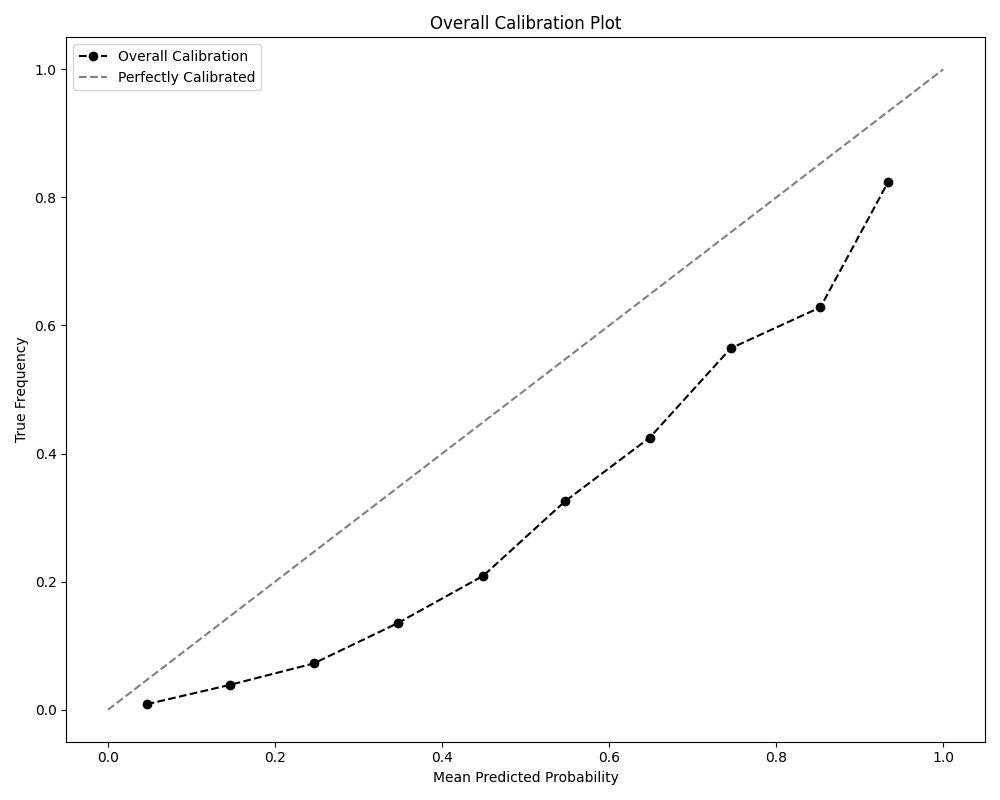 Overall Calibration Plot
Overall Calibration
Perfectly Calibrated
1.0
0.8
0.6
0.4
0.2
0.0
True Frequency
0.0 0.2 0.4 0.6 0.8 1.0
Mean Predicted Probability